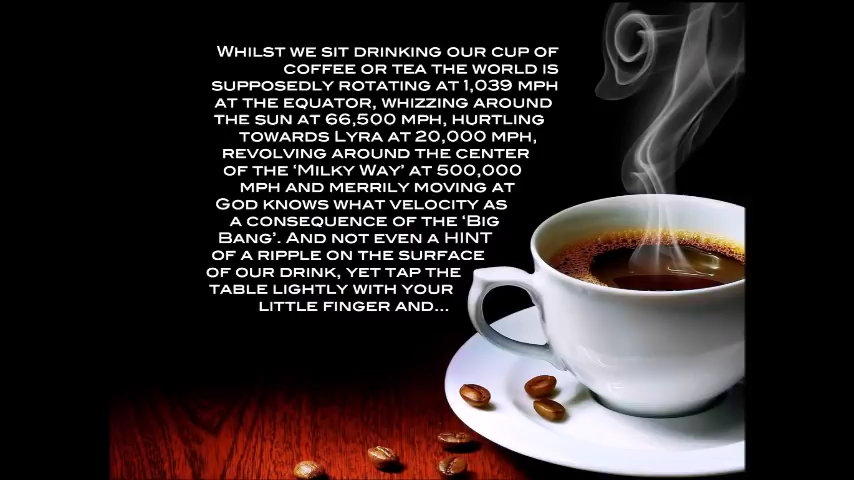 Whilst we sit drinking our cup of
coffee or tea the world is
supposedly rotating at 1,039 mph
at the equator, whizzing around
the sun at 66,500 mph, hurtling
towards Lyra at 20,000 mph,
revolving around the center
of the ‘Milky Way’ at 500,000
mph and merrily moving at
God knows what velocity as
a consequence of the ‘Big
Bang’. And not even a HINT
of a ripple on the surface
of our drink, yet tap the
table lightly with your
little finger and...